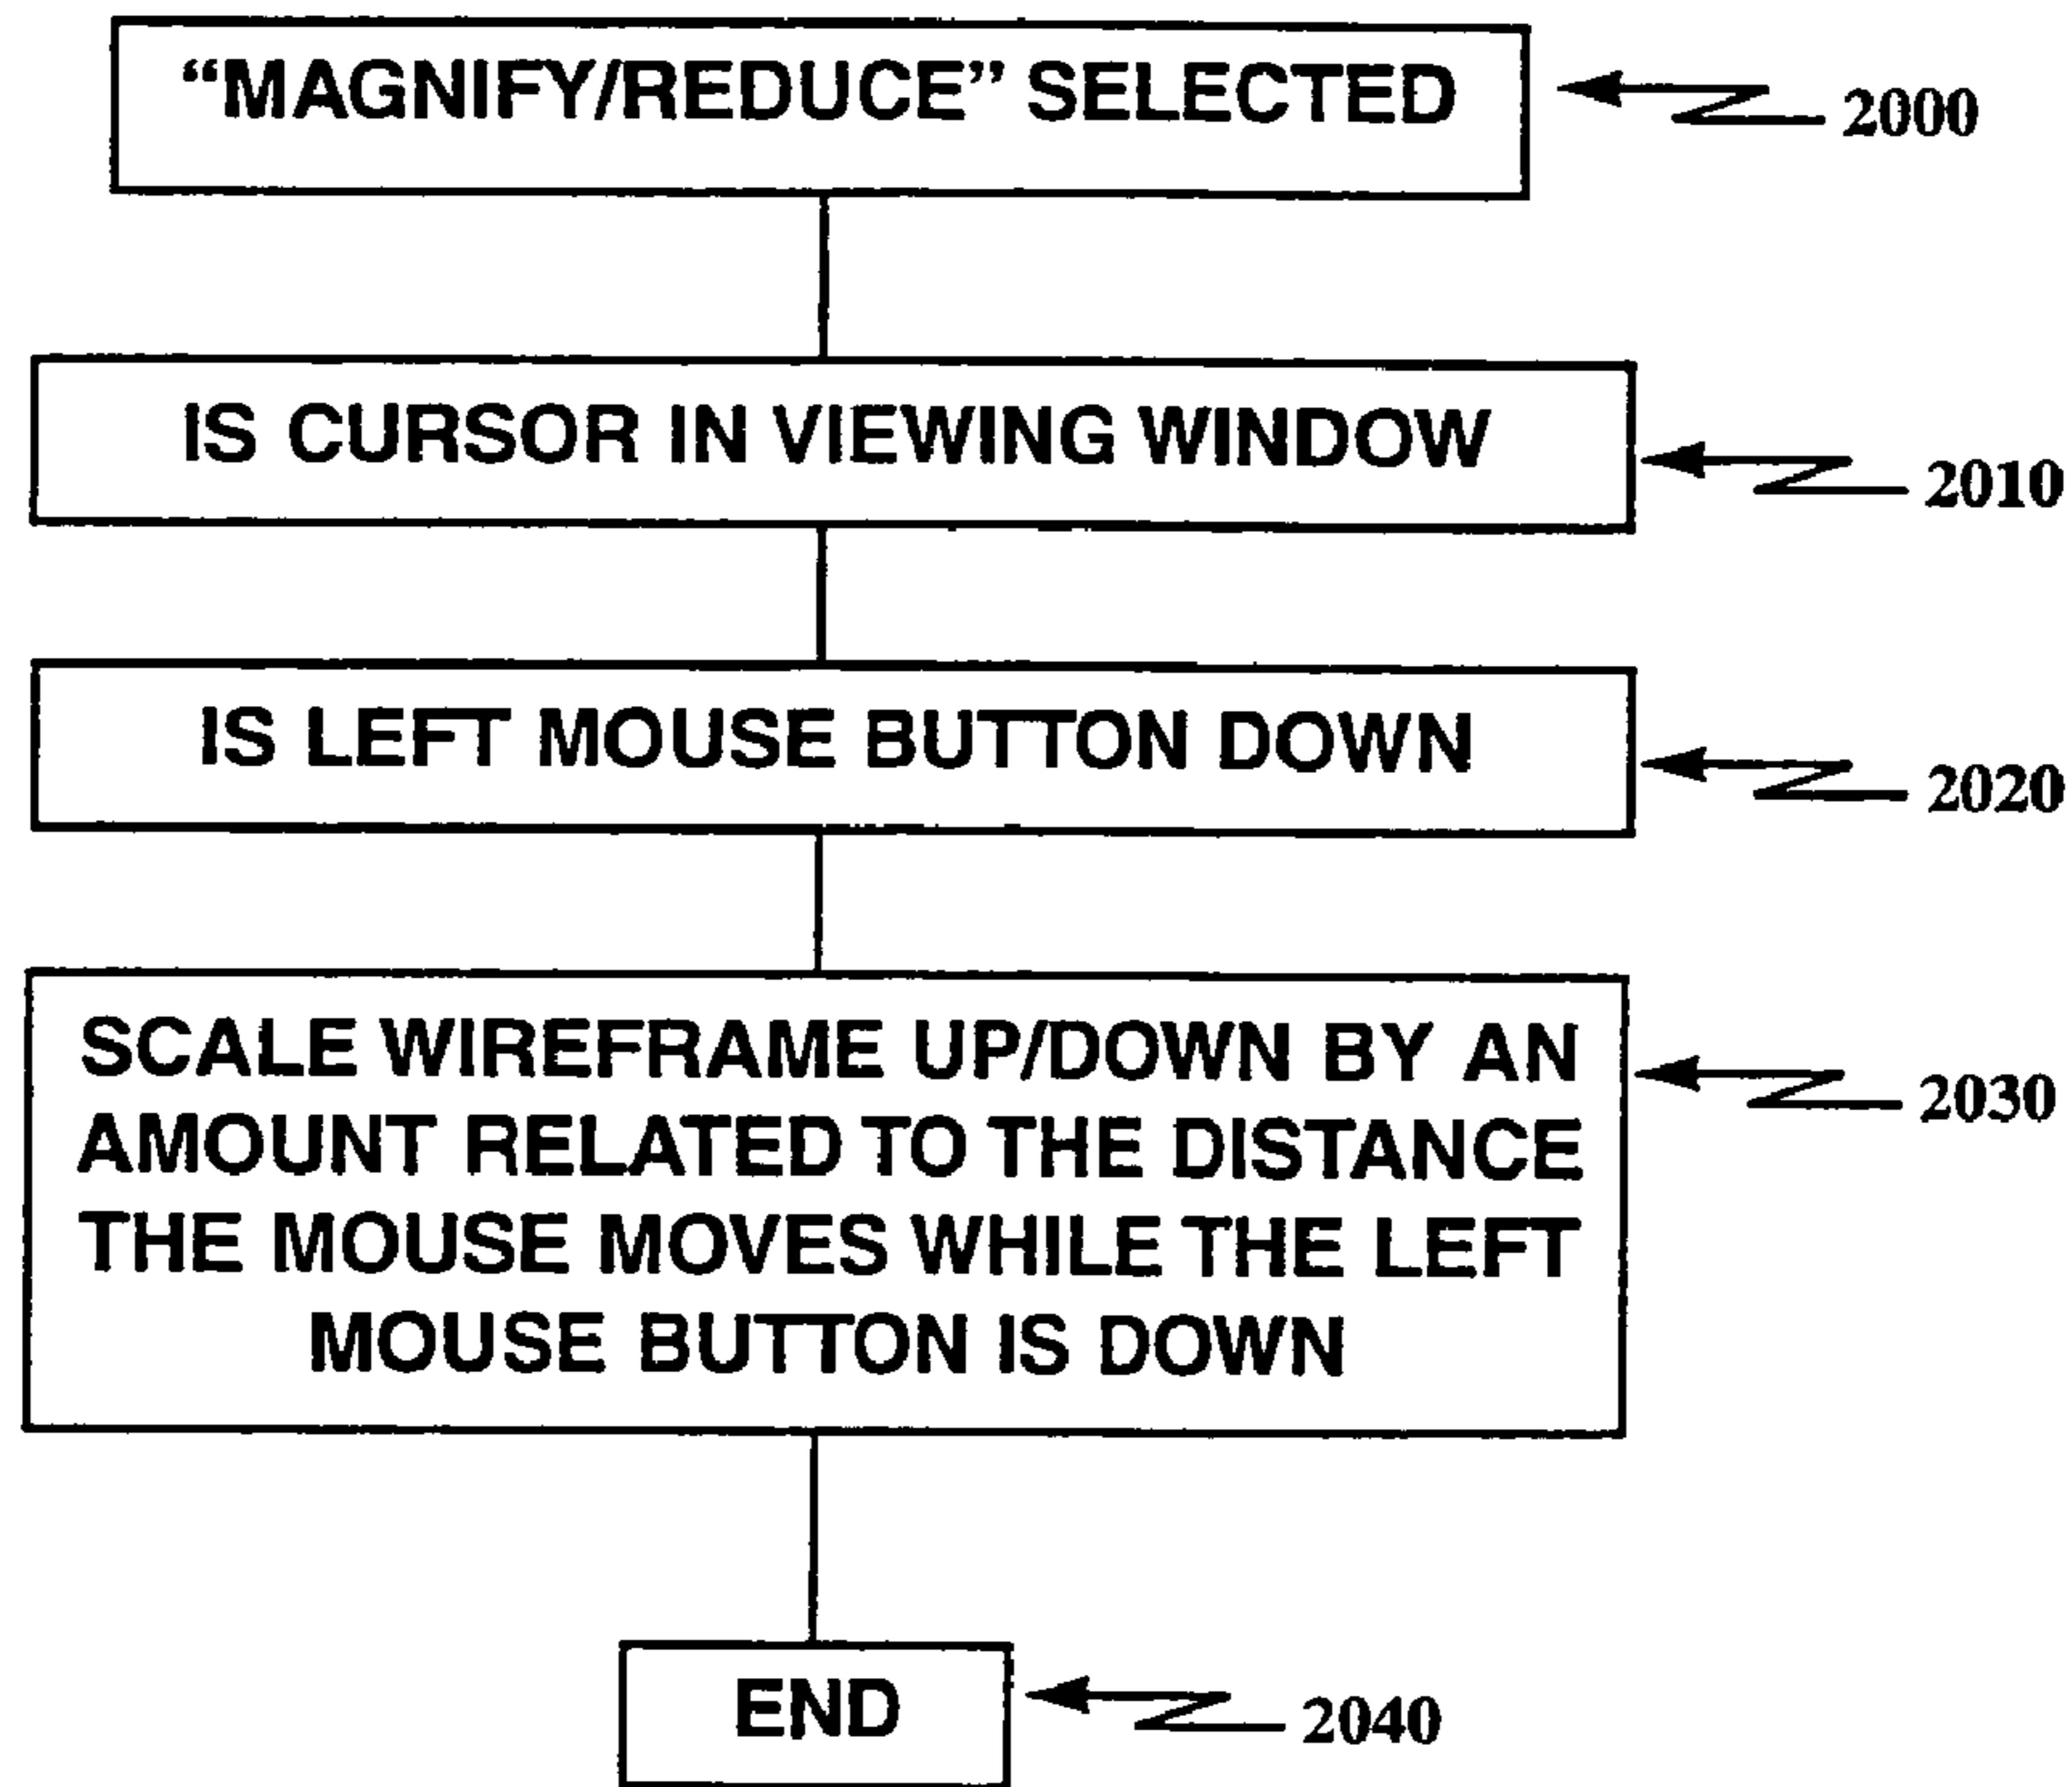 “MAGNIFY/REDUCE” SELECTED
2000
IS CURSOR IN VIEWING WINDOW
2010
IS LEFT MOUSE BUTTON DOWN
2020
SCALE WIREFRAME UP/DOWN BY AN
AMOUNT RELATED TO THE DISTANCE
THE MOUSE MOVES WHILE THE LEFT
MOUSE BUTTON IS DOWN
2030
END
2040